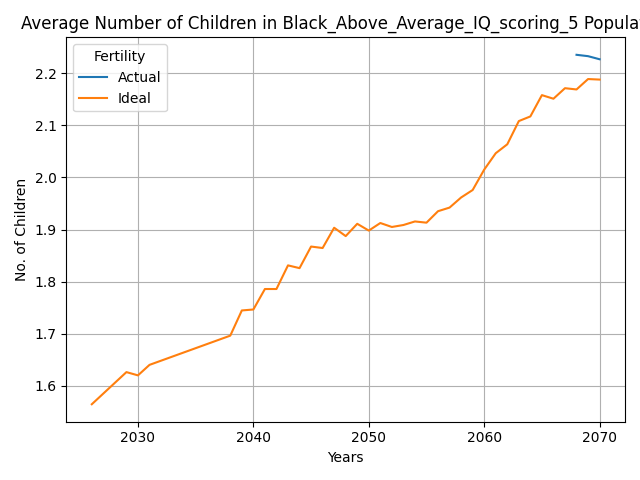 Average Number of Children in Black_Above_Average_IQ_scoring_5 Popula
Fertility
Actual
Ideal
2.2
2.1
2.0
1.9
1.8
1.7
1.6
No. of Children
2030 2040 2050 2060 2070
Years